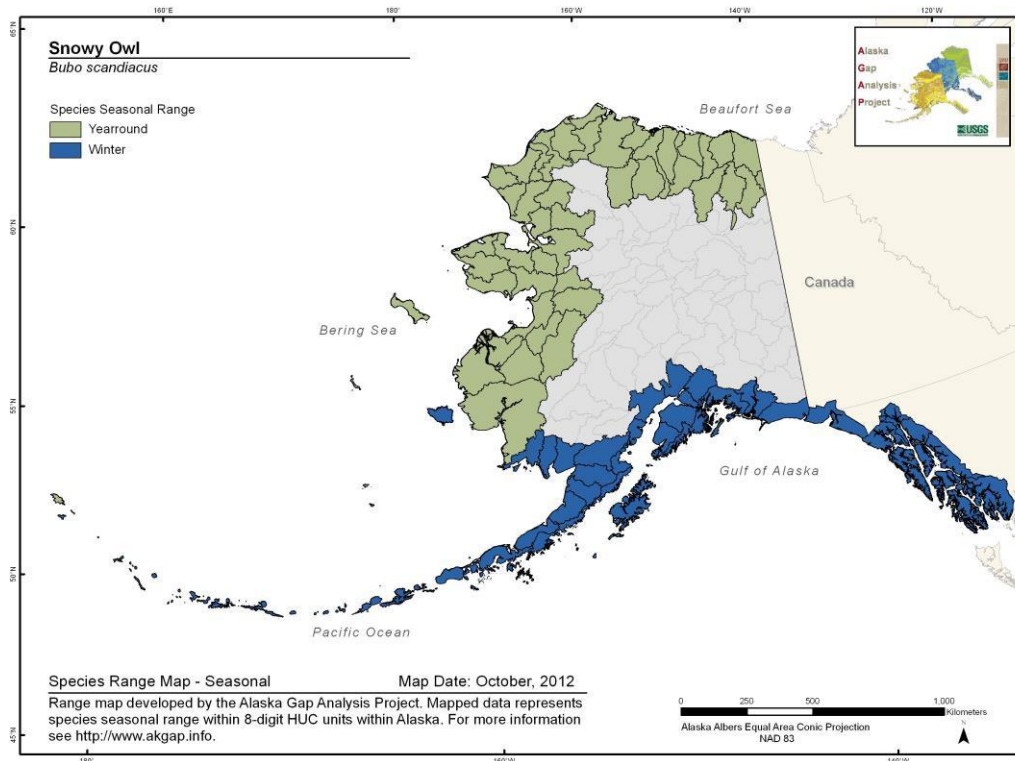 160°E
180°
160°W
140°W
120°W
65°N
60°N
55°N
50°N
45°N
Snowy Owl
Bubo scandiacus
Species Seasonal Range
Yearround
Winter
Alaska
Gap
Analysis
Project
USGS
Beaufort Sea
Canada
Bering Sea
Gulf of Alaska
Pacific Ocean
Species Range Map - Seasonal Map Date: October, 2012
Range map developed by the Alaska Gap Analysis Project. Mapped data represents
species seasonal range within 8-digit HUC units within Alaska. For more information
see http://www.akgap.info.
0 250 500 1,000
Kilometers
Alaska Albers Equal Area Conic Projection
NAD 83
N
180°
160°W
140°W